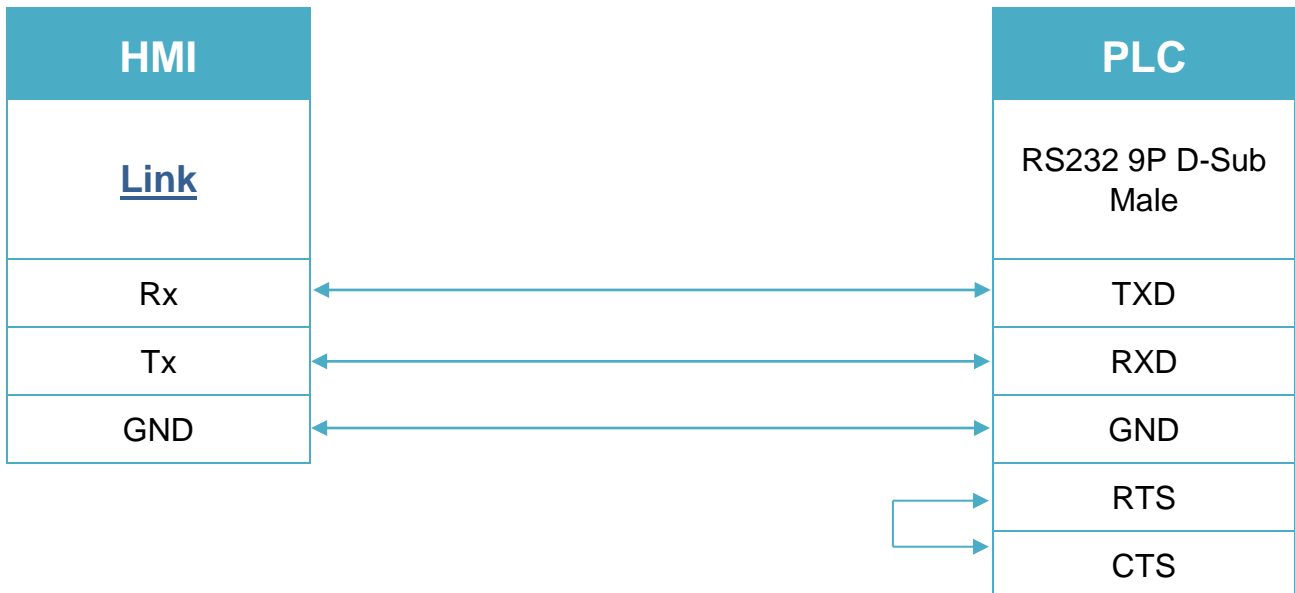 HMI
PLC
Link
RS232 9P D-Sub
Male
Rx
TXD
Tx
RXD
GND
GND
RTS
CTS